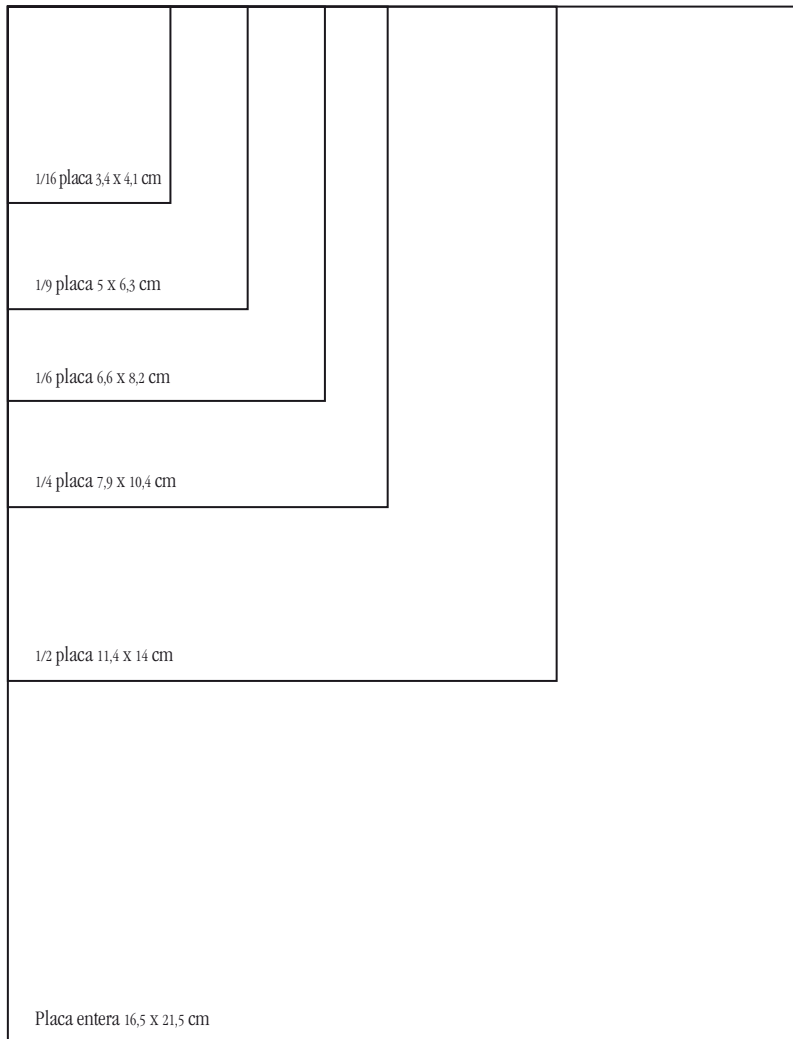 1/16 placa 3,4 x 4,1 cm
1/9 placa 5 x 6,3 cm
1/6 placa 6,6 x 8,2 cm
1/4 placa 7,9 x 10,4 cm
1/2 placa 11,4 x 14 cm
Placa entera 16,5 x 21,5 cm